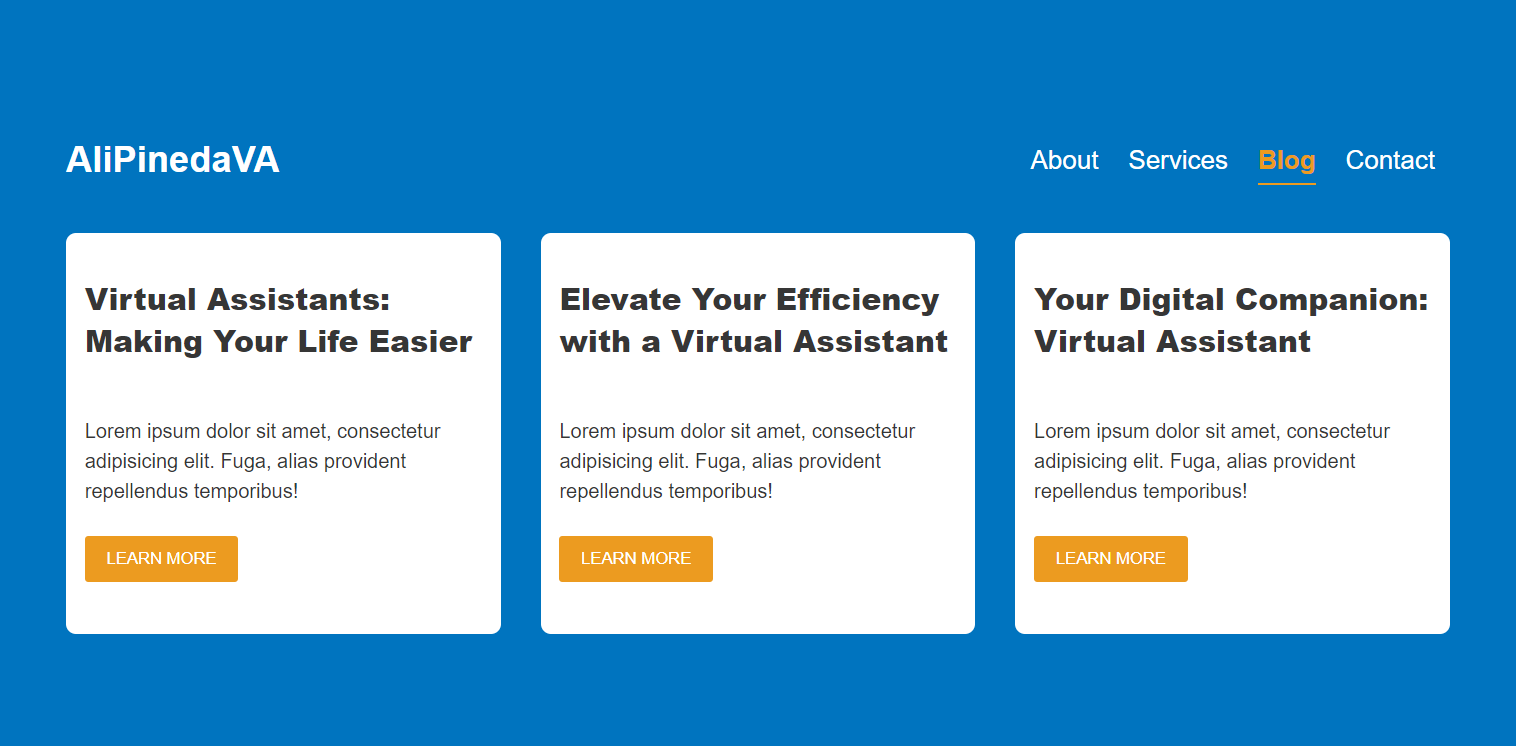 AliPinedaVA
About Services Blog Contact
Virtual Assistants:
Making Your Life Easier
Lorem ipsum dolor sit amet, consectetur
adipisicing elit. Fuga, alias provident
repellendus temporibus!
LEARN MORE
Elevate Your Efficiency
with a Virtual Assistant
Lorem ipsum dolor sit amet, consectetur
adipisicing elit. Fuga, alias provident
repellendus temporibus!
LEARN MORE
Your Digital Companion:
Virtual Assistant
Lorem ipsum dolor sit amet, consectetur
adipisicing elit. Fuga, alias provident
repellendus temporibus!
LEARN MORE